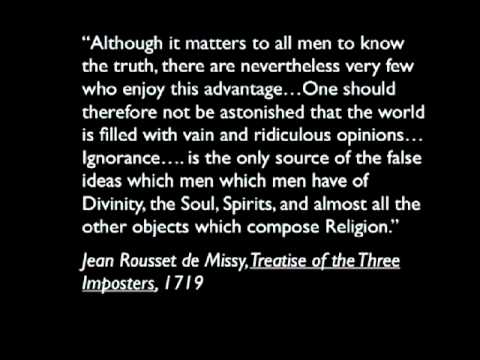 “Although it matters to all men to know
the truth, there are nevertheless very few
who enjoy this advantage…One should
therefore not be astonished that the world
is filled with vain and ridiculous opinions…
Ignorance…. is the only source of the false
ideas which men which men have of
Divinity, the Soul, Spirits, and almost all the
other objects which compose Religion.”
Jean Rousset de Missy, Treatise of the Three
Imposters, 1719